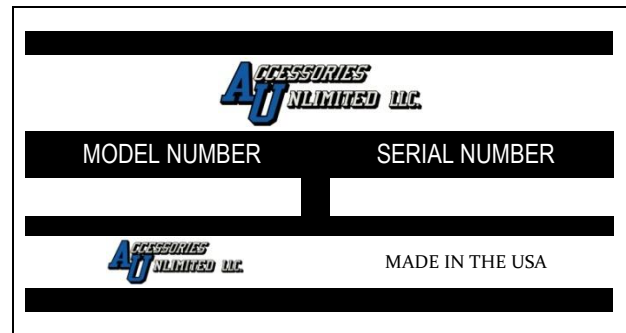 ACCESSORIES
UNLIMITED LLC.
MODEL NUMBER SERIAL NUMBER
ACCESSORIES
UNLIMITED LLC.
MADE IN THE USA